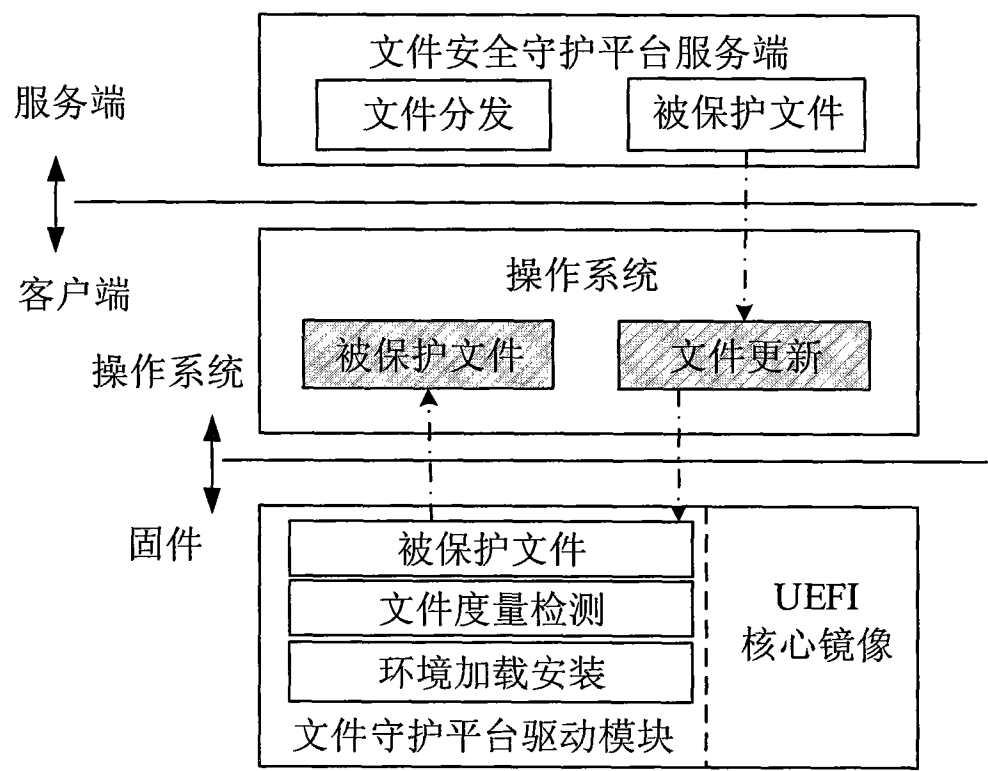 文件安全守护平台服务端
服务端
文件分发
被保护文件
客户端
操作系统
被保护文件
文件更新
操作系统
固件
被保护文件
文件度量检测
环境加载安装
文件守护平台驱动模块
UEFI
核心镜像